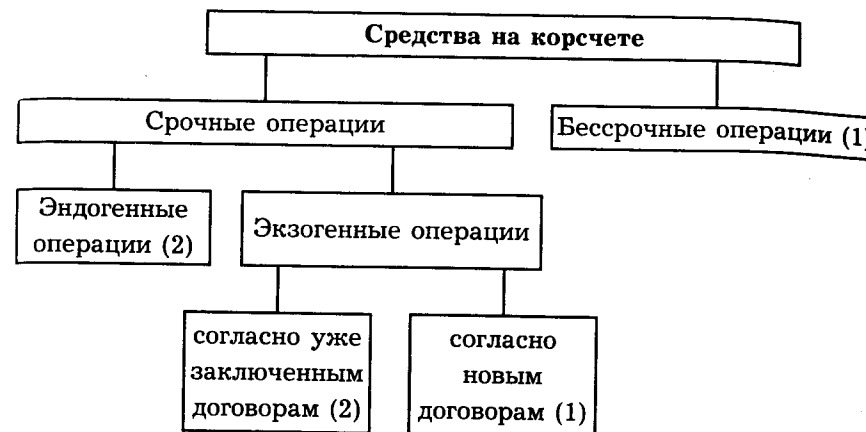 Средства на корсчете
Срочные операции
Бессрочные операции (1)
Эндогенные
операции (2)
Экзогенные операции
согласно уже
заключенным
договорам (2)
согласно
новым
договорам (1)